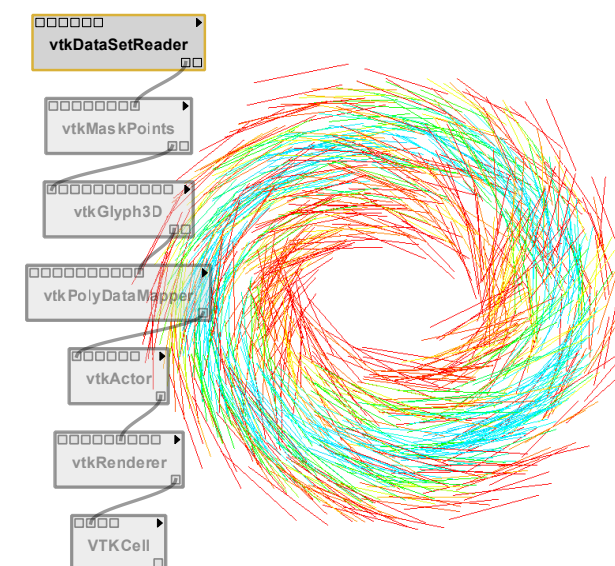 vtkDataSetReader
vtkMaskPoints
vtkGlyph3D
vtkPolyDataMapper
vtkActor
vtkRenderer
VTKCell